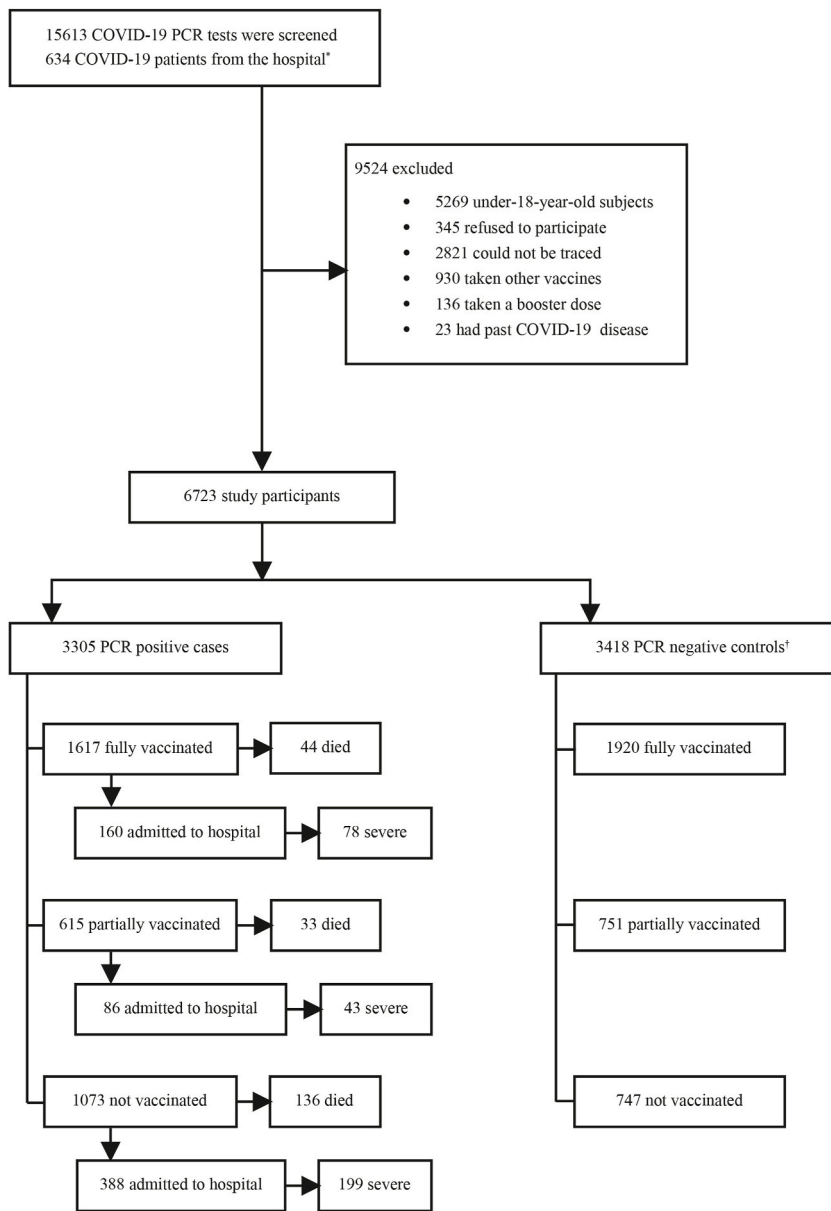 15613 COVID-19 PCR tests were screened
634 COVID-19 patients from the hospital*
9524 excluded
• 5269 under-18-year-old subjects
• 345 refused to participate
• 2821 could not be traced
• 930 taken other vaccines
• 136 taken a booster dose
• 23 had past COVID-19 disease
6723 study participants
3305 PCR positive cases
3418 PCR negative controls†
1617 fully vaccinated
44 died
1920 fully vaccinated
160 admitted to hospital
78 severe
615 partially vaccinated
33 died
751 partially vaccinated
86 admitted to hospital
43 severe
1073 not vaccinated
136 died
747 not vaccinated
388 admitted to hospital
199 severe